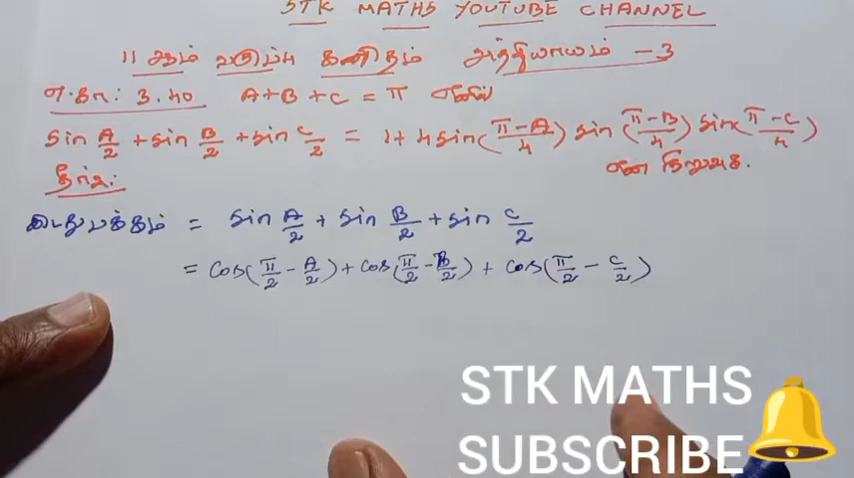 STK MATHS YOUTUBE CHANNEL
11 ஆம் வகுப்பு கணிதம் அத்தியாயம் - 3
எ.கா: 3.40 A+B+C = π எனில்
sin A/2 + sin B/2 + sin C/2 = 1+4 sin(π-A/4) sin(π-B/4) sin(π-C/4)
என நிறுவுக.
தீர்வு:
இடதுபக்கம் = sin A/2 + sin B/2 + sin C/2
= cos(π/2 - A/2) + cos(π/2 - B/2) + cos(π/2 - C/2)
STK MATHS
SUBSCRIBE